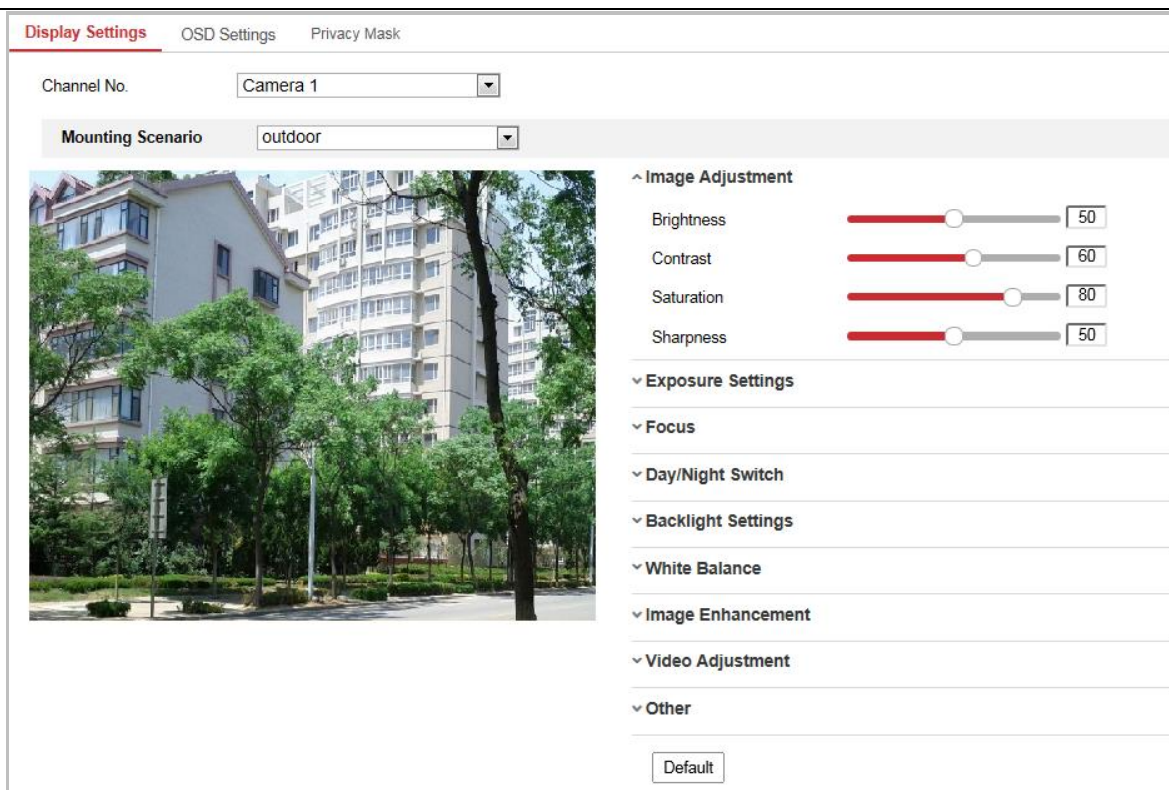 Display Settings OSD Settings Privacy Mask
Channel No. Camera 1
Mounting Scenario outdoor
Image Adjustment
Brightness 50
Contrast 60
Saturation 80
Sharpness 50
Exposure Settings
Focus
Day/Night Switch
Backlight Settings
White Balance
Image Enhancement
Video Adjustment
Other
Default